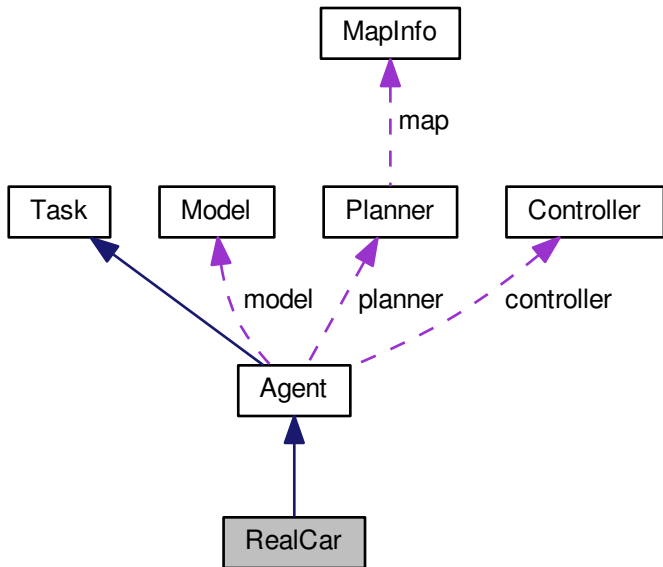 MapInfo
map
Task
Model
Planner
Controller
model
planner
controller
Agent
RealCar